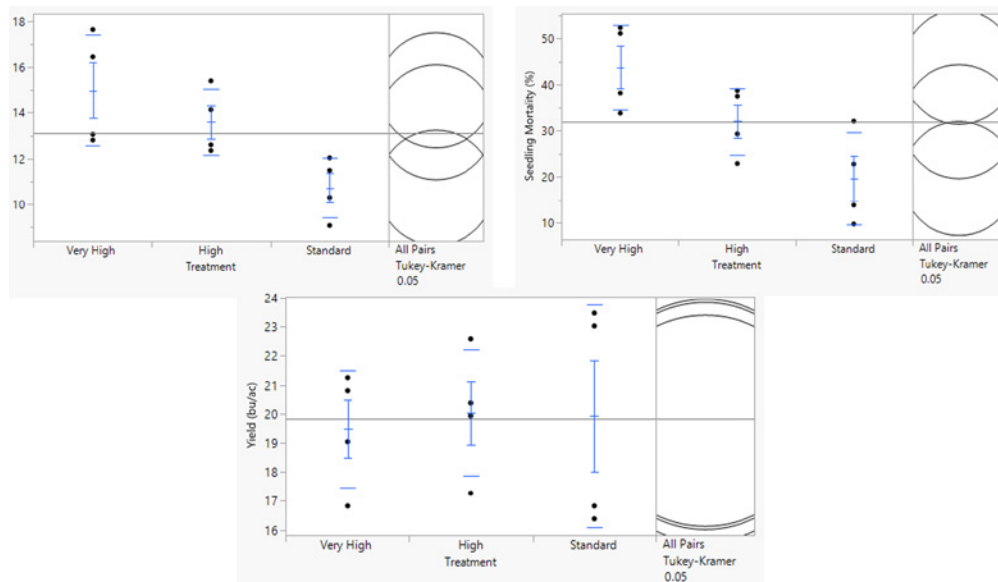 18
16
14
12
10
Very High
High
Standard
All Pairs
Treatment
Tukey-Kramer
0.05
Seedling Mortality (%)
50
40
30
20
10
Very High
High
Standard
All Pairs
Treatment
Tukey-Kramer
0.05
Yield (bu/ac)
24
23
22
21
20
19
18
17
16
Very High
High
Standard
All Pairs
Treatment
Tukey-Kramer
0.05